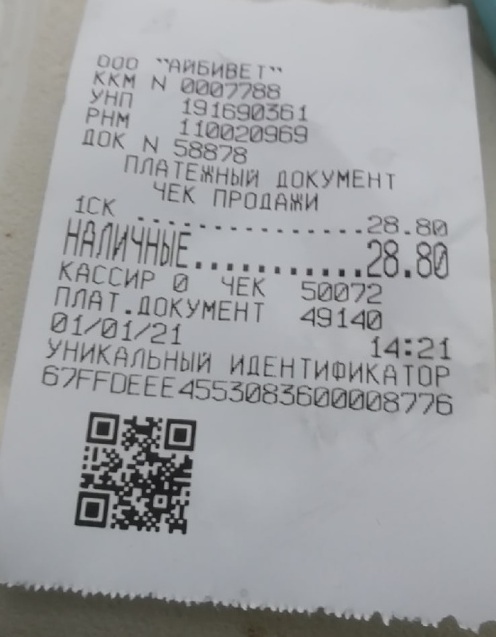 ООО "АЙБИВЕТ"
ККМ N 0007788
УНП 191690361
РНМ 110020969
ДОК N 58878
ПЛАТЕЖНЫЙ ДОКУМЕНТ
ЧЕК ПРОДАЖИ
1СК ................28.80
НАЛИЧНЫЕ...........28.80
КАССИР 0 ЧЕК 50072
ПЛАТ.ДОКУМЕНТ 49140
01/01/21 14:21
УНИКАЛЬНЫЙ ИДЕНТИФИКАТОР
67FFDEEE4553083600008776